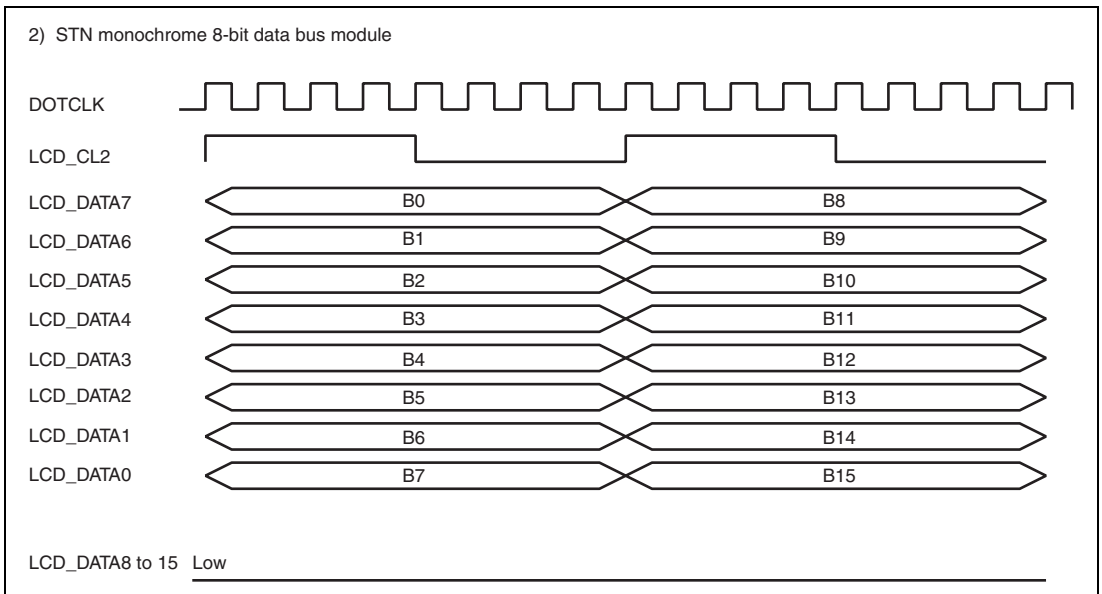 2) STN monochrome 8-bit data bus module
DOTCLK
LCD_CL2
LCD_DATA7 B0 B8
LCD_DATA6 B1 B9
LCD_DATA5 B2 B10
LCD_DATA4 B3 B11
LCD_DATA3 B4 B12
LCD_DATA2 B5 B13
LCD_DATA1 B6 B14
LCD_DATA0 B7 B15
LCD_DATA8 to 15 Low